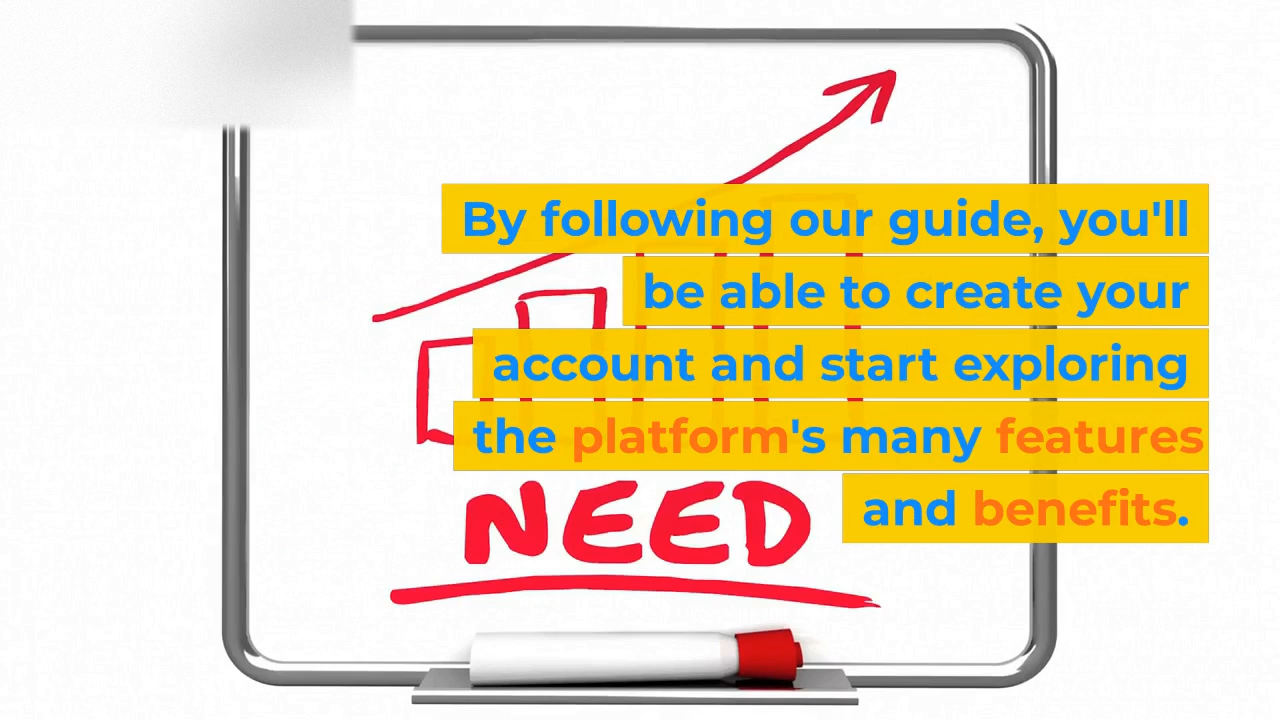 By following our guide, you'll
be able to create your
account and start exploring
the platform's many features
and benefits.
NEED